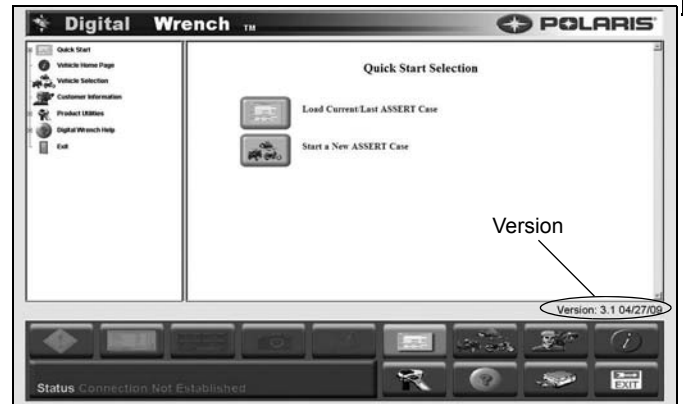 Digital Wrench TM
POLARIS
Quick Start
Vehicle Home Page
Vehicle Selection
Customer Information
Product Utilities
Digital Wrench Help
Exit
Quick Start Selection
Load Current/Last ASSERT Case
Start a New ASSERT Case
Version
Version: 3.1 04/27/09
Status Connection Not Established
EXIT